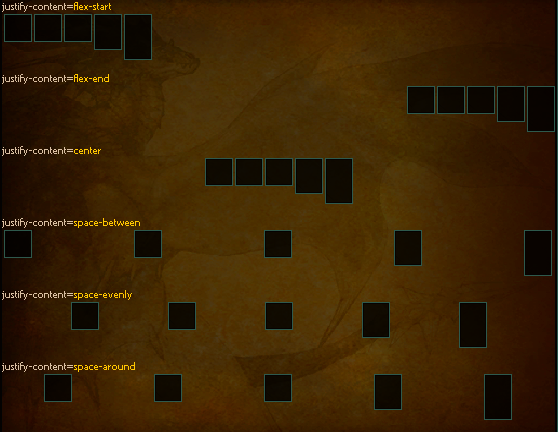 justify-content=flex-start
justify-content=flex-end
justify-content=center
justify-content=space-between
justify-content=space-evenly
justify-content=space-around